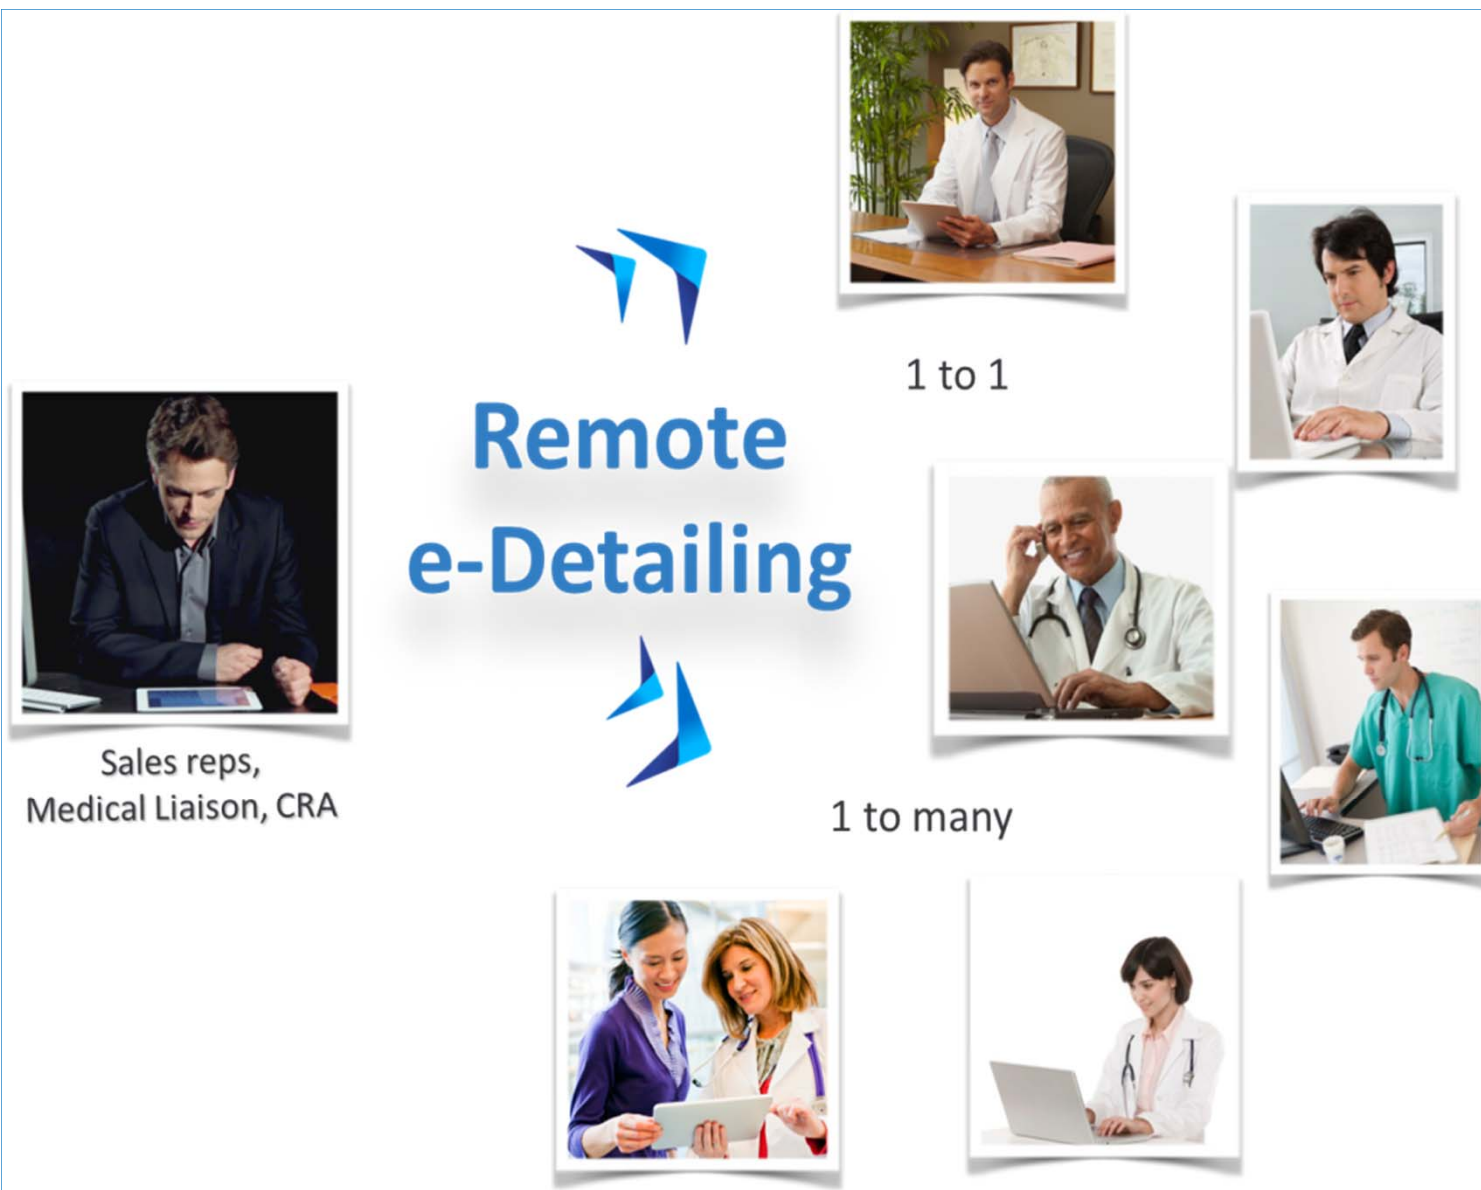 1 to 1
Remote
e-Detailing
Sales reps,
Medical Liaison, CRA
1 to many